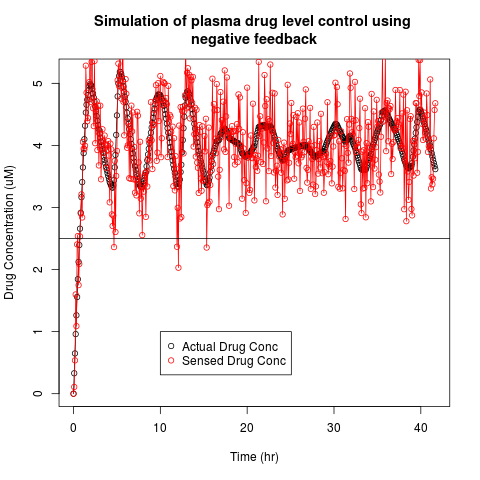 Simulation of plasma drug level control using
negative feedback
Drug Concentration (uM)
5
4
3
2
1
0
Actual Drug Conc
Sensed Drug Conc
0 10 20 30 40
Time (hr)